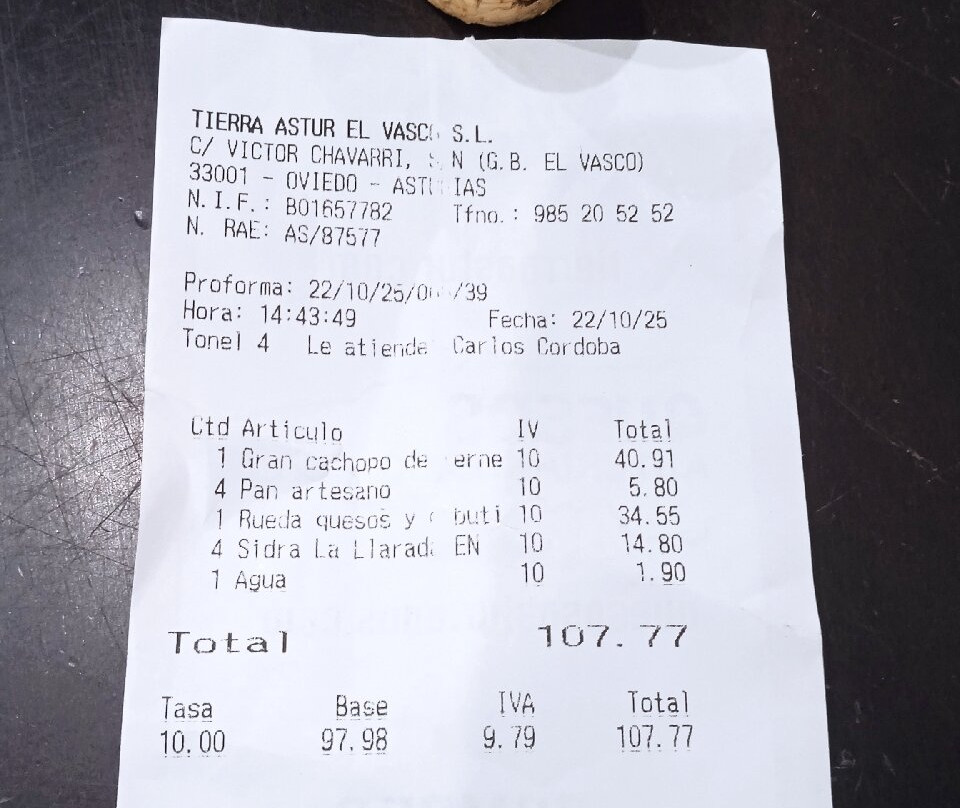 TIERRA ASTUR EL VASCO S.L.
C/ VICTOR CHAVARRI, S/N (G.B. EL VASCO)
33001 - OVIEDO - ASTURIAS
N.I.F.: B01657782 Tfno.: 985 20 52 52
N. RAE: AS/87577
Proforma:
Hora: 14:43:49 Fecha: 22/10/25
Tonel 4 Le atiende Carlos Cordoba
Ctd Articulo IV Total
1 Gran cachopo de 10 40.91
4 Pan artesano 10 5.80
1 Rueda quesos y 10 34.55
4 Sidra La Llarada EN 10 14.80
1 Agua 10 1.90
Total 107.77
Tasa Base IVA Total
10.00 97.98 9.79 107.77